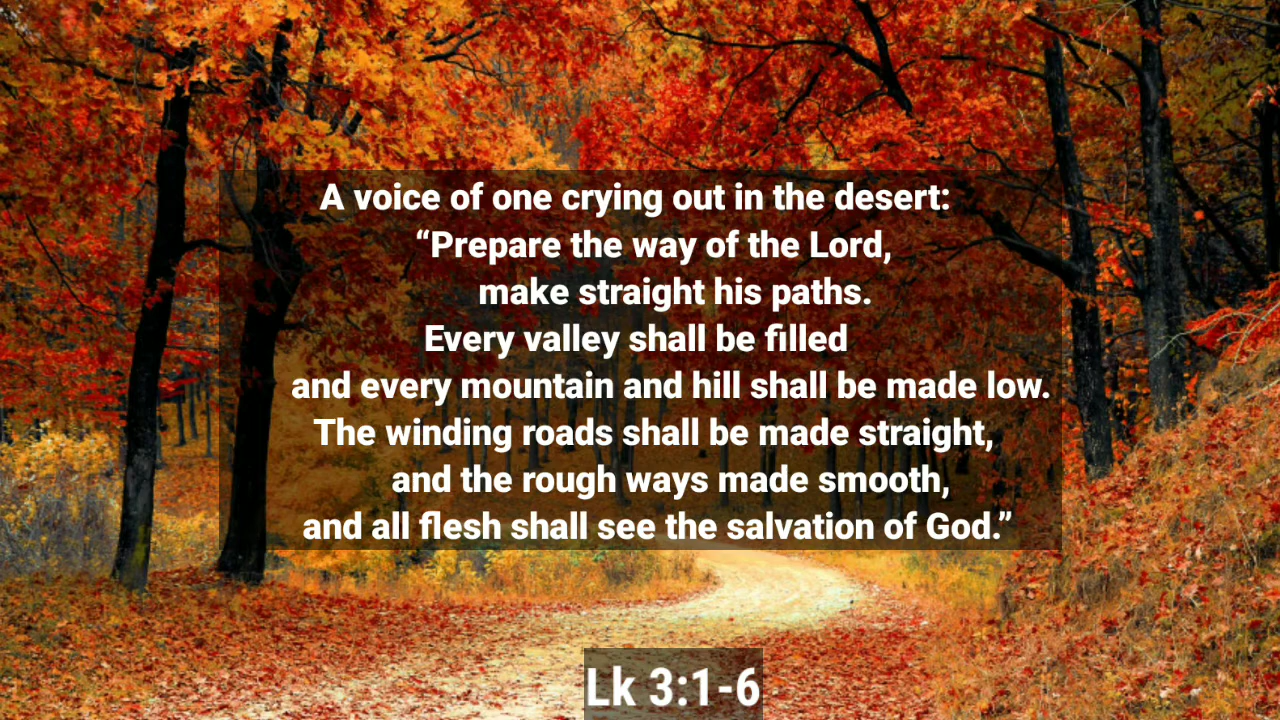 A voice of one crying out in the desert:
“Prepare the way of the Lord,
make straight his paths.
Every valley shall be filled
and every mountain and hill shall be made low.
The winding roads shall be made straight,
and the rough ways made smooth,
and all flesh shall see the salvation of God.”
Lk 3:1-6